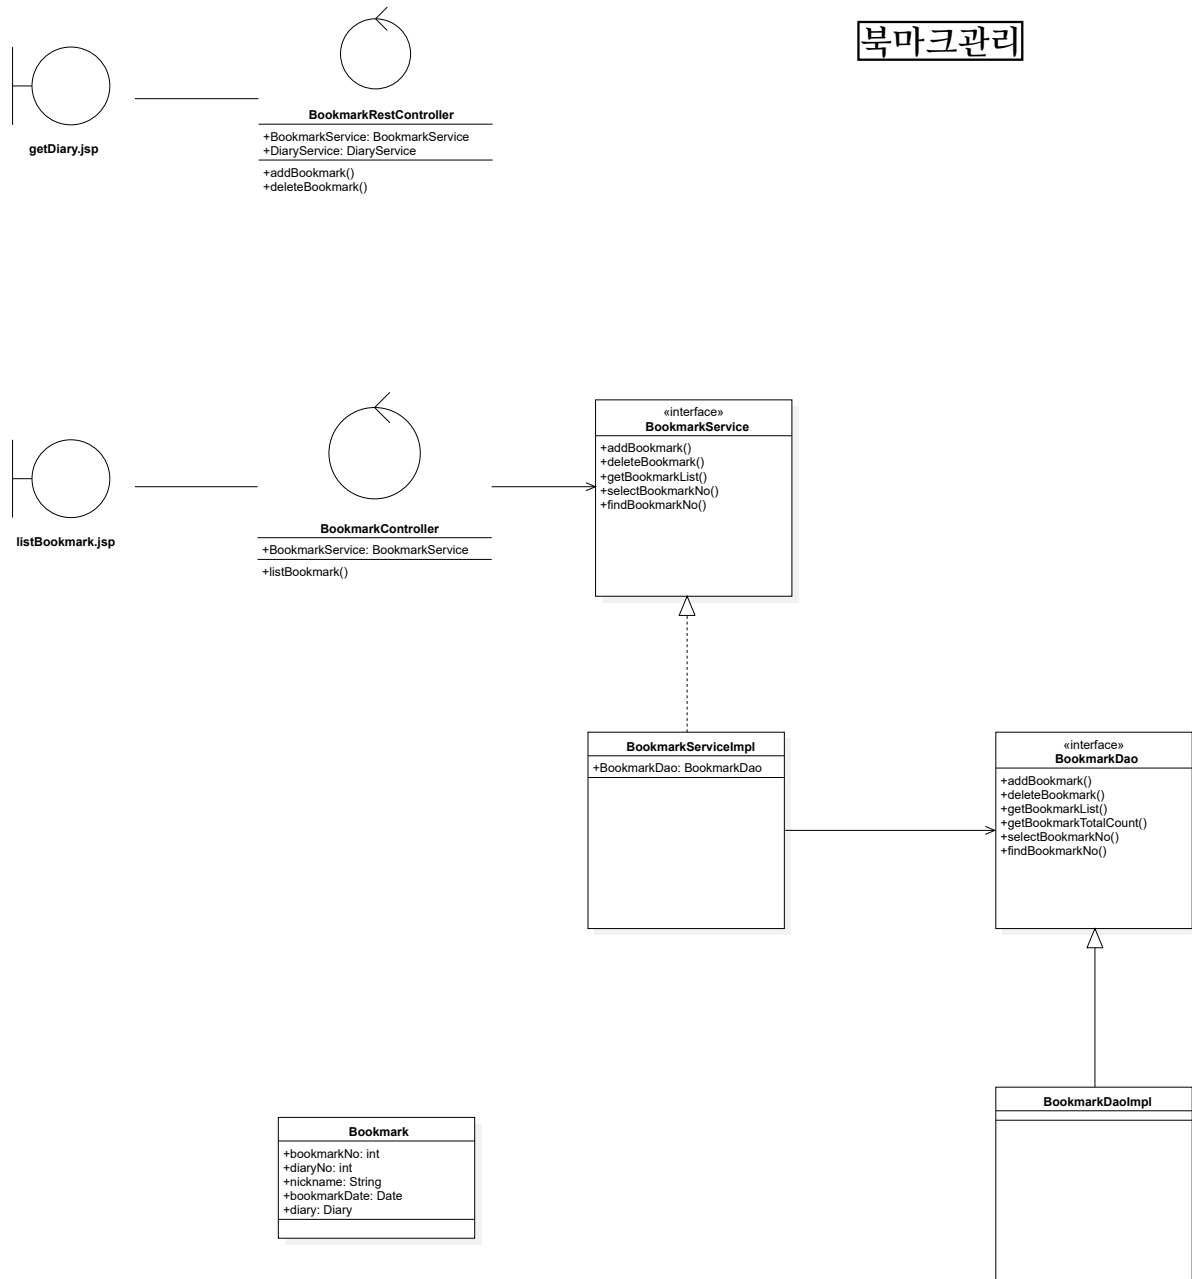 북마크관리
getDiary.jsp
BookmarkRestController
+BookmarkService: BookmarkService
+DiaryService: DiaryService
+addBookmark()
+deleteBookmark()
listBookmark.jsp
BookmarkController
+BookmarkService: BookmarkService
+listBookmark()
«interface»
BookmarkService
+addBookmark()
+deleteBookmark()
+getBookmarkList()
+selectBookmarkNo()
+findBookmarkNo()
BookmarkServiceImpl
+BookmarkDao: BookmarkDao
«interface»
BookmarkDao
+addBookmark()
+deleteBookmark()
+getBookmarkList()
+getBookmarkTotalCount()
+selectBookmarkNo()
+findBookmarkNo()
BookmarkDaoImpl
Bookmark
+bookmarkNo: int
+diaryNo: int
+nickname: String
+bookmarkDate: Date
+diary: Diary